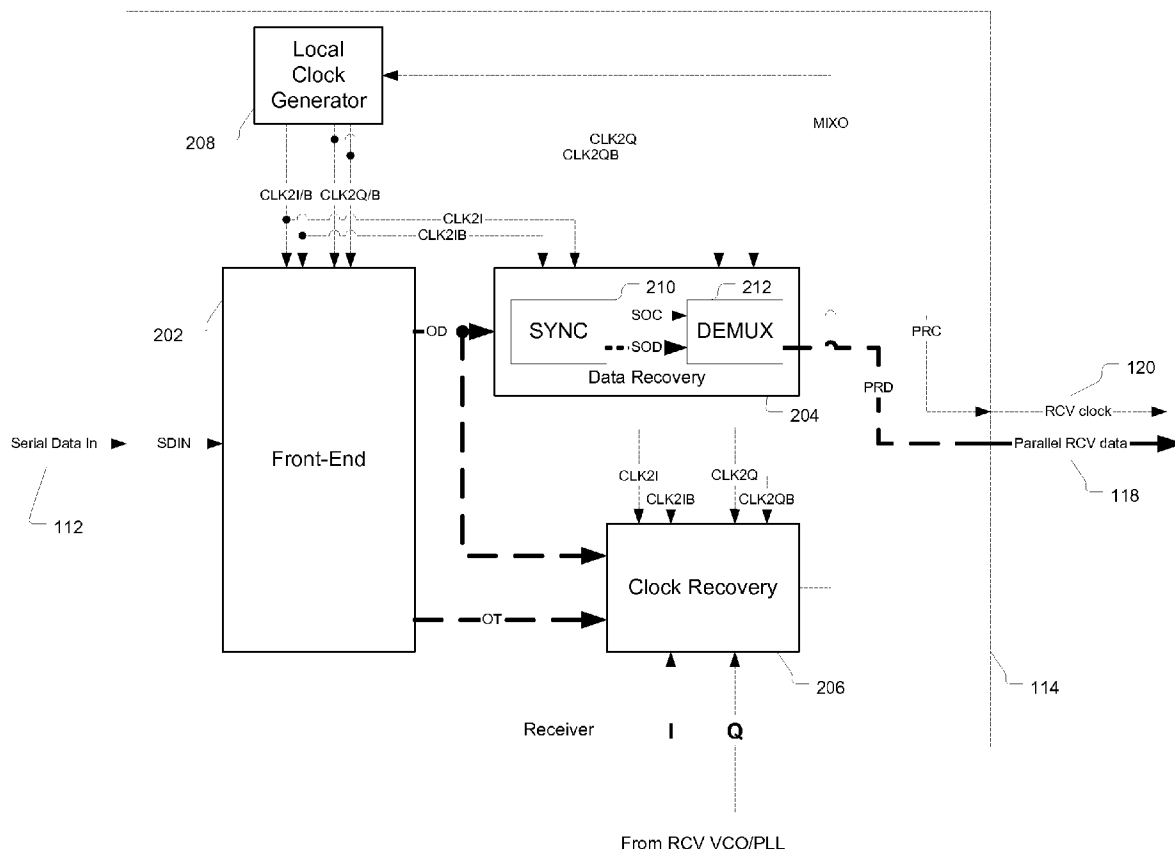 Local
Clock
Generator
208
MIXO
CLK2Q
CLK2QB
CLK2I/B
CLK2Q/B
CLK2I
CLK2IB
202
OD
210
212
SYNC
SOC
SOD
DEMUX
Data Recovery
204
PRC
PRD
120
RCV clock
Parallel RCV data
118
Serial Data In
SDIN
112
Front-End
CLK2I
CLK2IB
CLK2Q
CLK2QB
Clock Recovery
OT
206
114
Receiver
I
Q
From RCV VCO/PLL